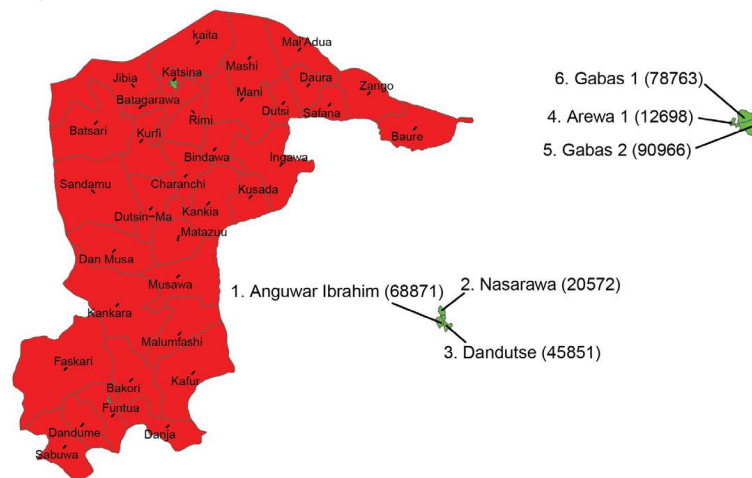 kaita
Mai'Adua
Mashi
Katsina
Jibia
Daura
Zango
Batagarawa
Mani
Dutsi
Safana
Rimi
Batsari
Kurfi
Baure
Bindawa
Ingawa
Sandamu
Charanchi
Kusada
Dutsin-Ma
Kankia
Matazuu
Dan Musa
Musawa
Kankara
Malumfashi
Faskari
Bakori
Kafur
Funtua
Dandume
Danja
Sabuwa
1. Anguwar Ibrahim (68871)
2. Nasarawa (20572)
3. Dandutse (45851)
6. Gabas 1 (78763)
4. Arewa 1 (12698)
5. Gabas 2 (90966)